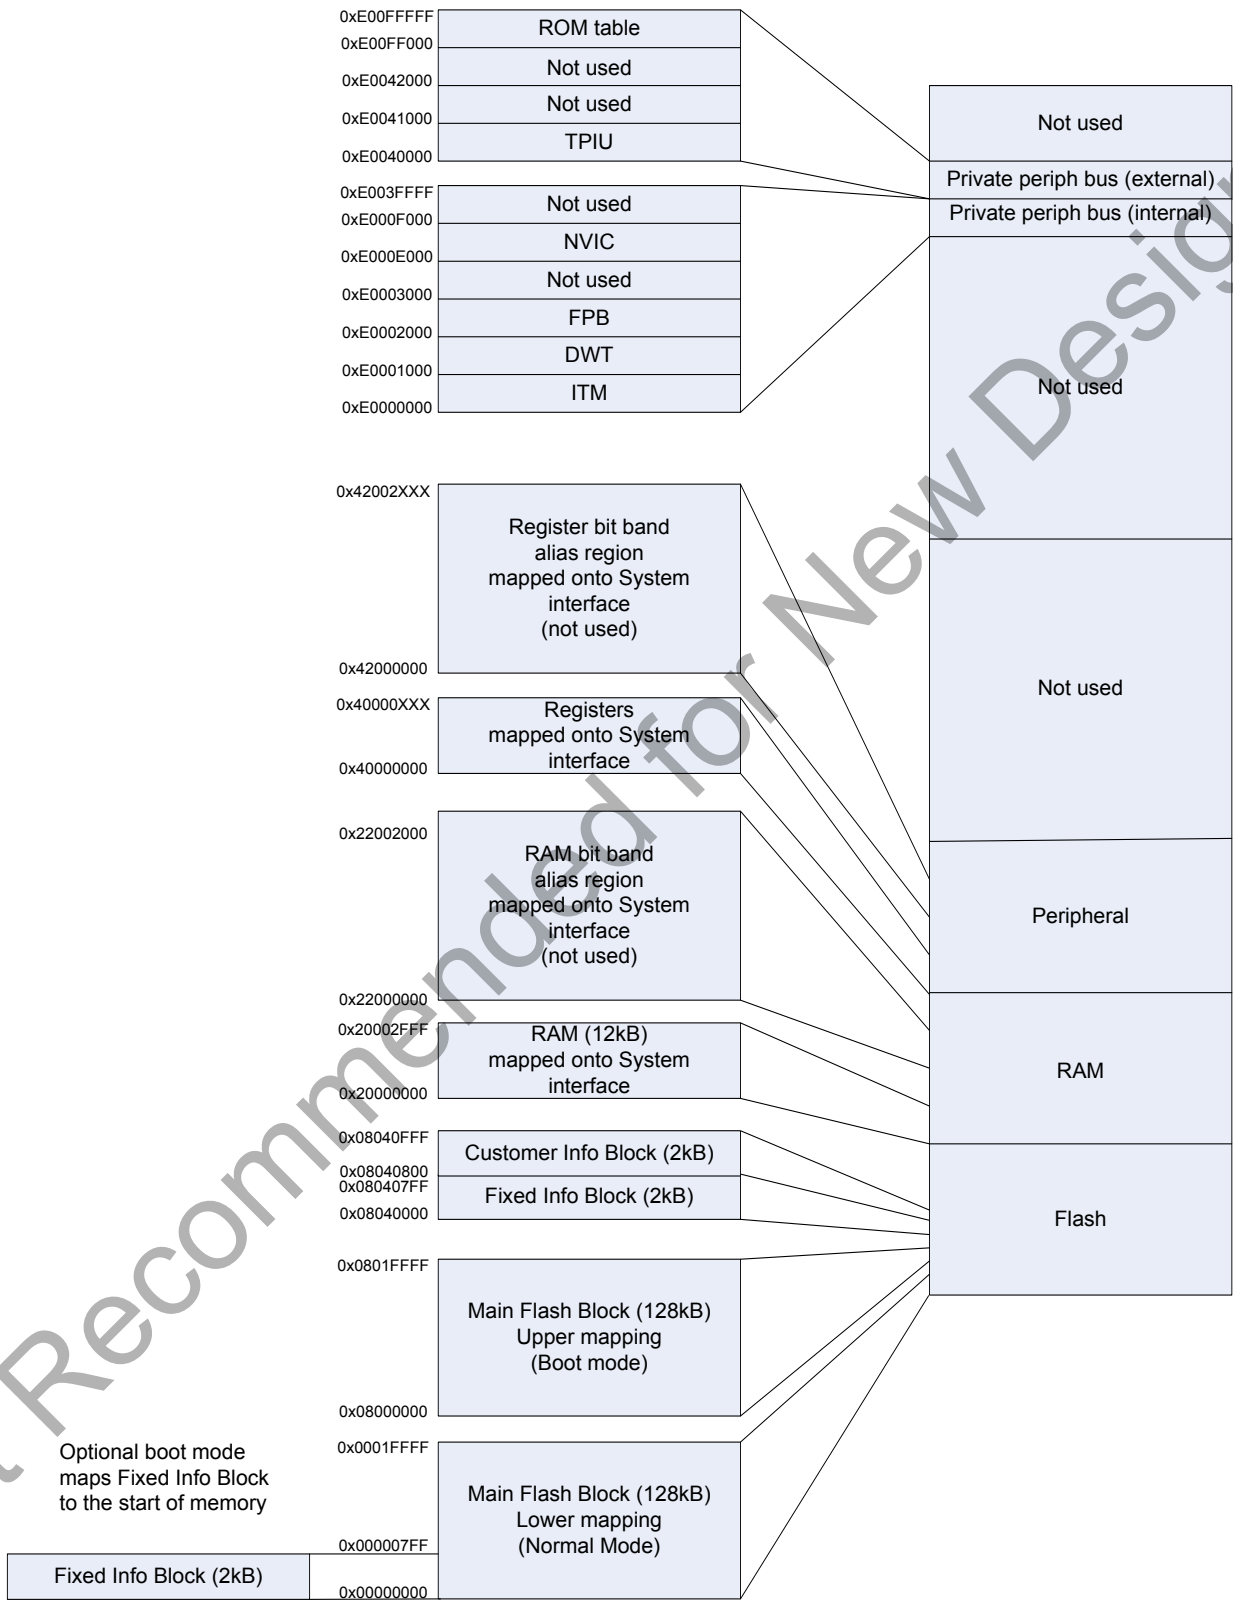 0xE00FFFFF
ROM table
0xE00FF000
Not used
0xE0042000
Not used
0xE0041000
TPIU
0xE0040000
0xE003FFFF
Not used
0xE000F000
NVIC
0xE000E000
Not used
0xE0003000
FPB
0xE0002000
DWT
0xE0001000
ITM
0xE0000000
0x42002XXX
Register bit band
alias region
mapped onto System
interface
(not used)
0x42000000
0x40000XXX
Registers
mapped onto System
interface
0x40000000
0x22002000
RAM bit band
alias region
mapped onto System
interface
(not used)
0x22000000
0x20002FFF
RAM (12kB)
mapped onto System
interface
0x20000000
0x08040FFF
Customer Info Block (2kB)
0x08040800
0x080407FF
Fixed Info Block (2kB)
0x08040000
0x0801FFFF
Main Flash Block (128kB)
Upper mapping
(Boot mode)
0x08000000
0x0001FFFF
Main Flash Block (128kB)
Lower mapping
(Normal Mode)
Optional boot mode
maps Fixed Info Block
to the start of memory
0x000007FF
Fixed Info Block (2kB)
0x00000000
Not used
Private periph bus (external)
Private periph bus (internal)
Not used
Not used
Peripheral
RAM
Flash
Recommended for New Design